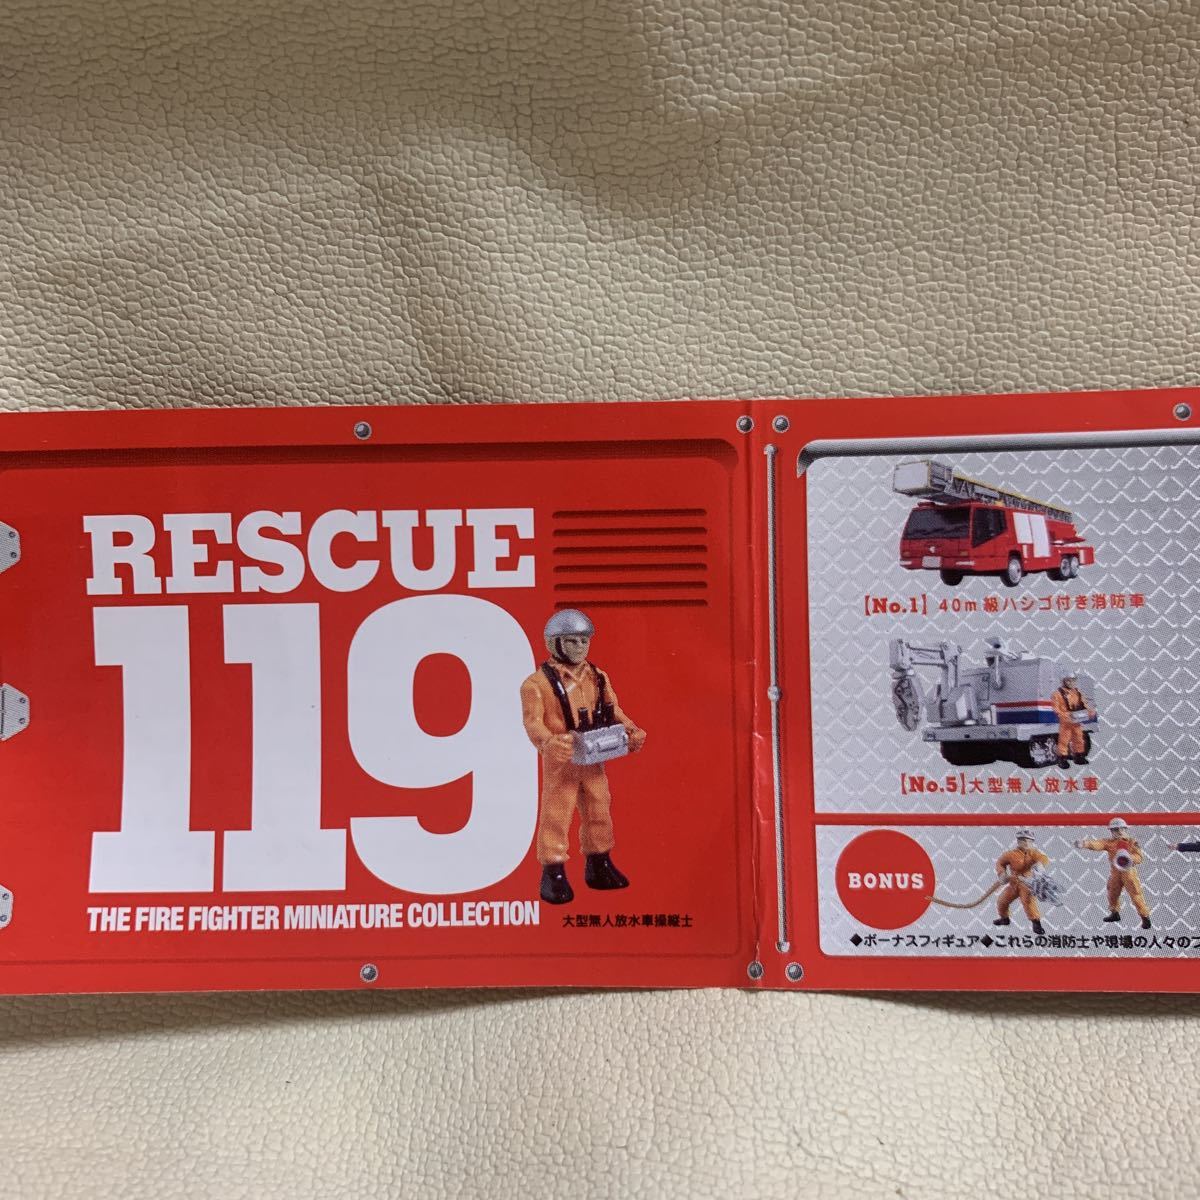 RESCUE
119
THE FIRE FIGHTER MINIATURE COLLECTION
大型無人放水車操縦士
【No.1】40m級ハシゴ付き消防車
【No.5】大型無人放水車
BONUS
◆ボーナスフィギュア◆これらの消防士や現場の人々の